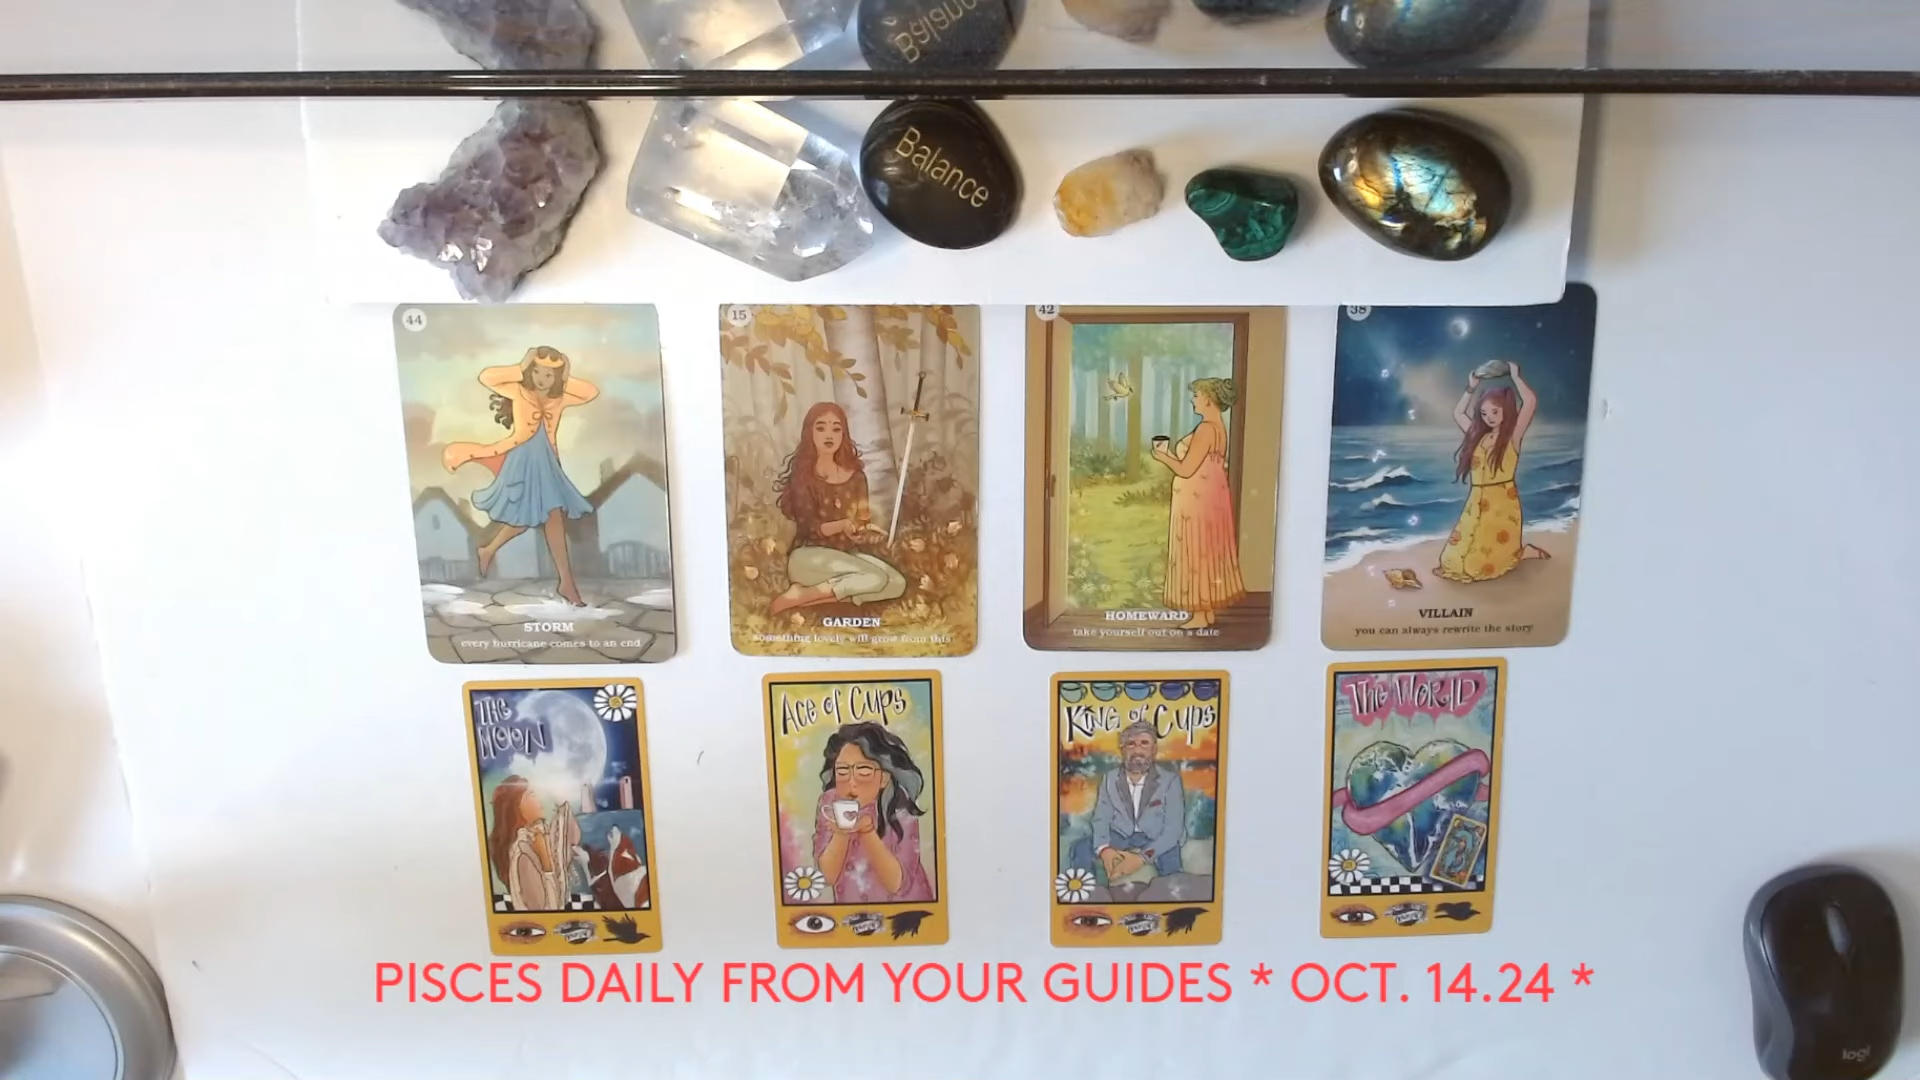 Balance
Balance
44
STORM
every hurricane comes to an end
15
GARDEN
something lovely will grow from this
42
HOMEWARD
take yourself out on a date
38
VILLAIN
you can always rewrite the story
THE
MOON
Ace of Cups
KING of CUPS
THE WORLD
PISCES DAILY FROM YOUR GUIDES * OCT. 14.24 *
logi